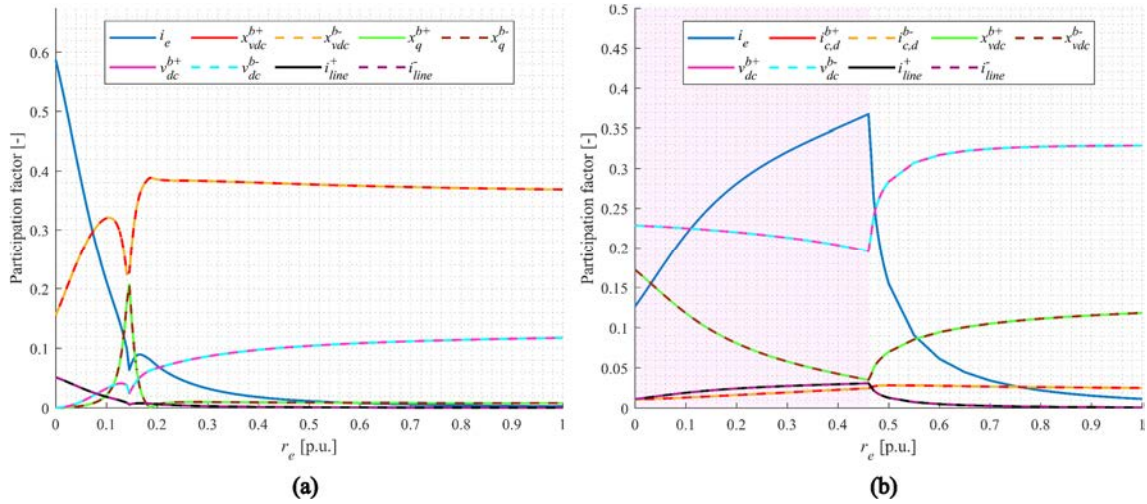 i_e x_vdc^b+ x_vdc^b- x_q^b+ x_q^b-
v_dc^b+ v_dc^b- i_line^+ i_line^-
0.6
0.5
0.4
0.3
0.2
0.1
0
Participation factor [-]
0 0.1 0.2 0.3 0.4 0.5 0.6 0.7 0.8 0.9 1
r_e [p.u.]
(a)
i_e i_c,d^b+ i_c,d^b- x_vdc^b+ x_vdc^b-
v_dc^b+ v_dc^b- i_line^+ i_line^-
0.5
0.45
0.4
0.35
0.3
0.25
0.2
0.15
0.1
0.05
0
Participation factor [-]
0 0.1 0.2 0.3 0.4 0.5 0.6 0.7 0.8 0.9 1
r_e [p.u.]
(b)